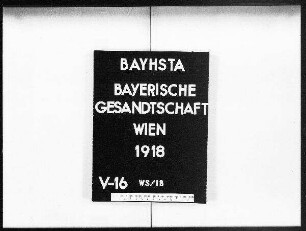 BAYHSTA
BAYERISCHE
GESANDTSCHAFT
WIEN
1918
V-16 WS/18